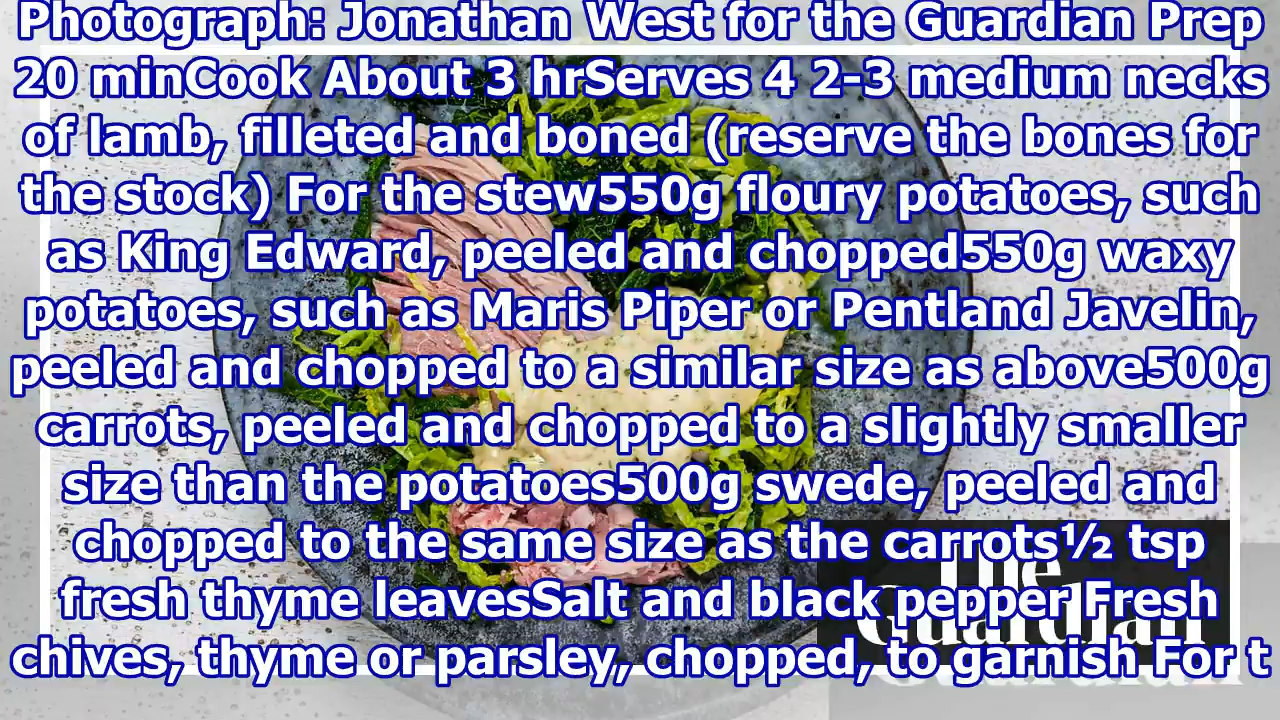 Photograph: Jonathan West for the Guardian Prep
20 minCook About 3 hrServes 4 2-3 medium necks
of lamb, filleted and boned (reserve the bones for
the stock) For the stew550g floury potatoes, such
as King Edward, peeled and chopped550g waxy
potatoes, such as Maris Piper or Pentland Javelin,
peeled and chopped to a similar size as above500g
carrots, peeled and chopped to a slightly smaller
size than the potatoes500g swede, peeled and
chopped to the same size as the carrots½ tsp
fresh thyme leavesSalt and black pepper Fresh
chives, thyme or parsley, chopped, to garnish For t
The
Guardian